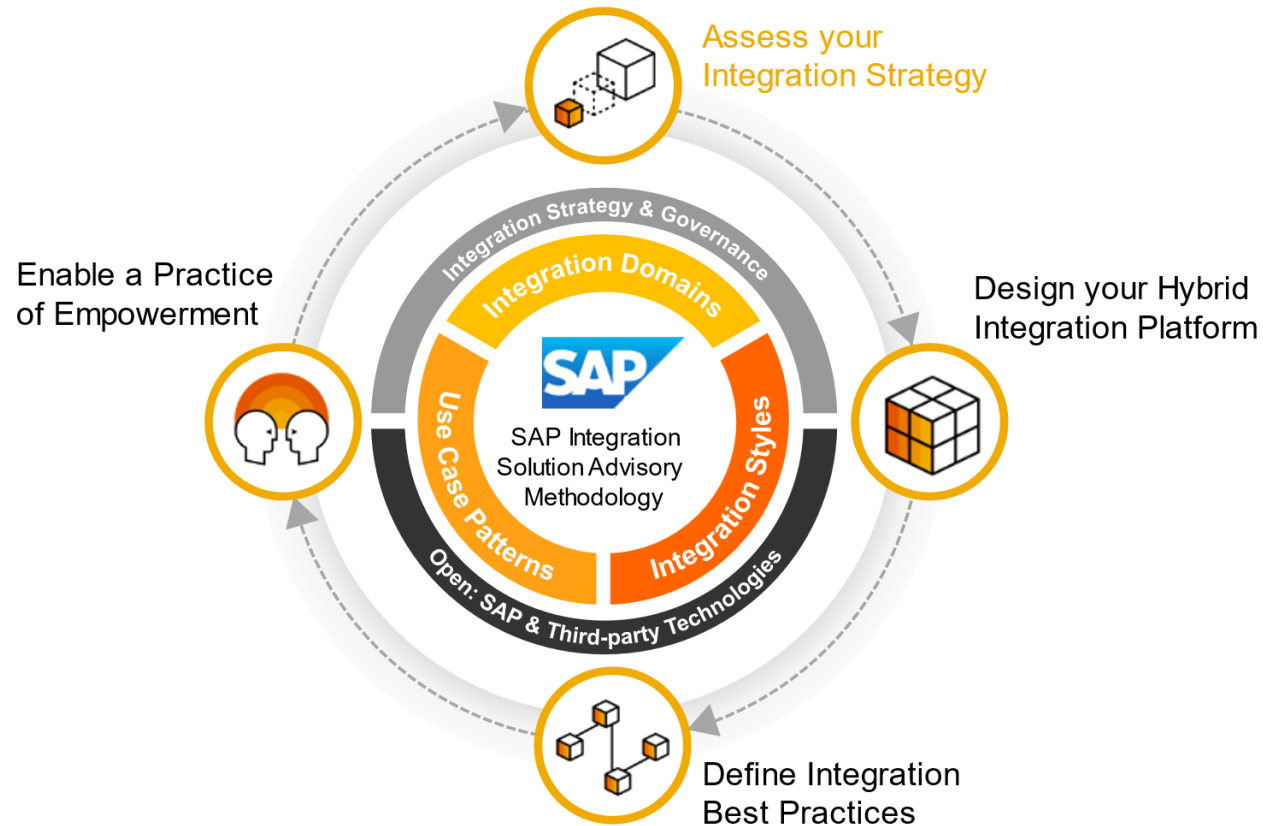 Assess your
Integration Strategy
Integration Strategy & Governance
Integration Domains
Enable a Practice
of Empowerment
Design your Hybrid
Integration Platform
SAP
Use Case Patterns
Integration Styles
SAP Integration
Solution Advisory
Methodology
Open: SAP & Third-party Technologies
Define Integration
Best Practices